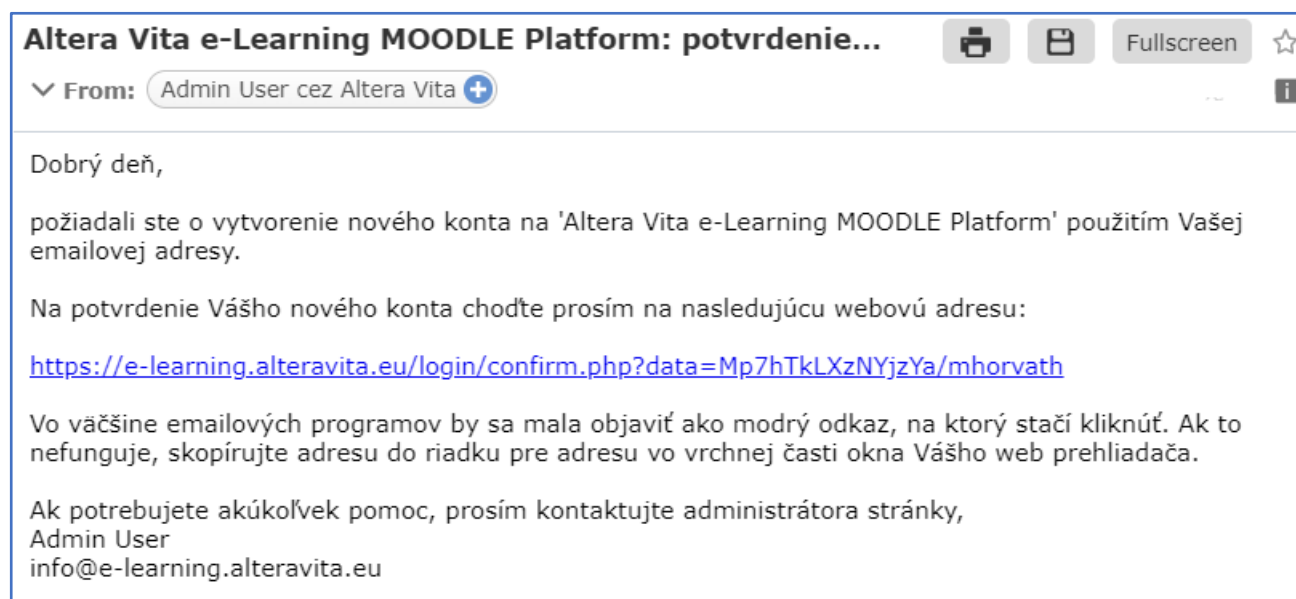 Altera Vita e-Learning MOODLE Platform: potvrdenie...
Fullscreen
From: Admin User cez Altera Vita
Dobrý deň,
požiadali ste o vytvorenie nového konta na 'Altera Vita e-Learning MOODLE Platform' použitím Vašej
emailovej adresy.
Na potvrdenie Vášho nového konta choďte prosím na nasledujúcu webovú adresu:
https://e-learning.alteravita.eu/login/confirm.php?data=Mp7hTkLXzNYjzYa/mhorvath
Vo väčšine emailových programov by sa mala objaviť ako modrý odkaz, na ktorý stačí kliknúť. Ak to
nefunguje, skopírujte adresu do riadku pre adresu vo vrchnej časti okna Vášho web prehliadača.
Ak potrebujete akúkoľvek pomoc, prosím kontaktujte administrátora stránky,
Admin User
info@e-learning.alteravita.eu